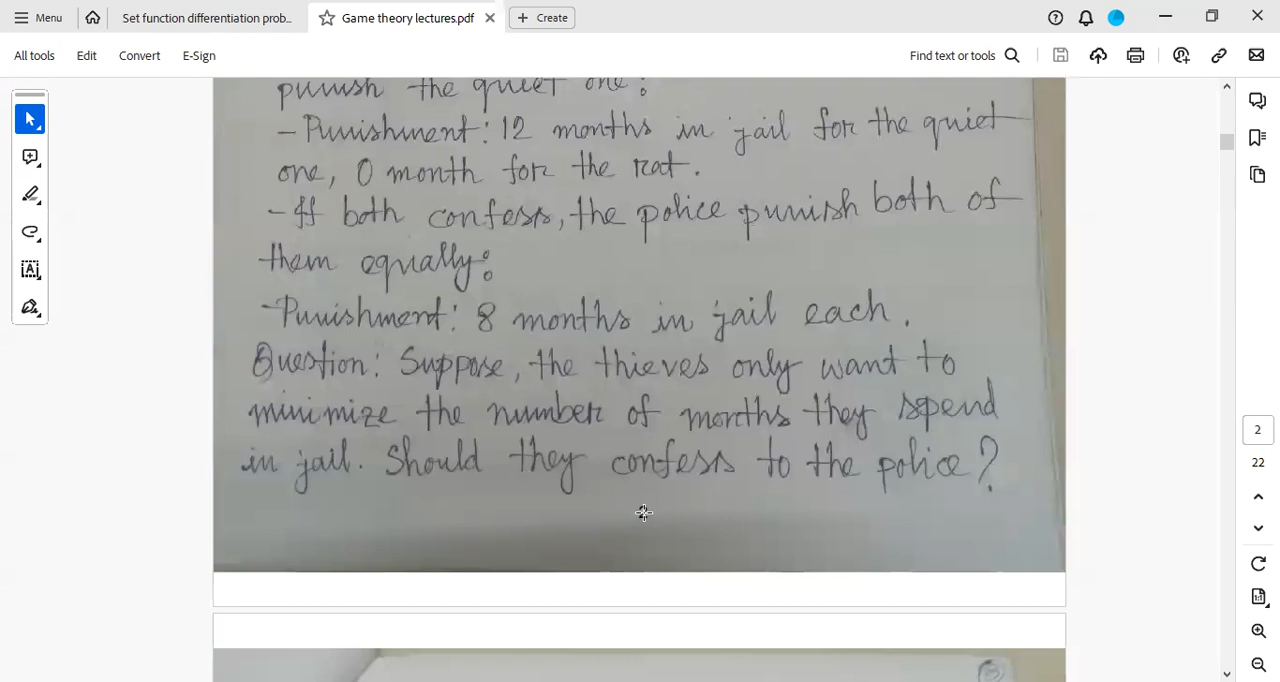 Menu
Set function differentiation prob...
Game theory lectures.pdf
Create
All tools
Edit
Convert
E-Sign
Find text or tools
punish the quiet one:
- Punishment: 12 months in jail for the quiet
one, 0 month for the rat.
- If both confess, the police punish both of
them equally:
- Punishment: 8 months in jail each.
Question: Suppose, the thieves only want to
minimize the number of months they spend
in jail. Should they confess to the police?
2
22